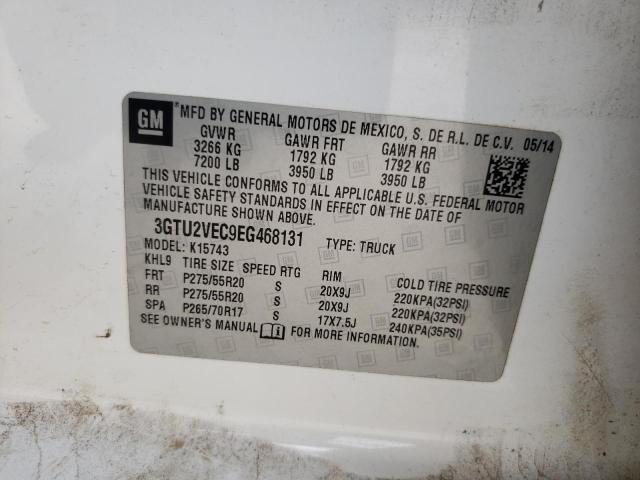 GM *MFD BY GENERAL MOTORS DE MEXICO, S. DE R.L. DE C.V. 05/14
GVWR GAWR FRT GAWR RR
3266 KG 1792 KG 1792 KG
7200 LB 3950 LB 3950 LB
THIS VEHICLE CONFORMS TO ALL APPLICABLE U.S. FEDERAL MOTOR
VEHICLE SAFETY STANDARDS IN EFFECT ON THE DATE OF
MANUFACTURE SHOWN ABOVE.
3GTU2VEC9EG468131 TYPE: TRUCK
MODEL: K15743
KHL9 TIRE SIZE SPEED RTG RIM COLD TIRE PRESSURE
FRT P275/55R20 S 20X9J 220KPA(32PSI)
RR P275/55R20 S 20X9J 220KPA(32PSI)
SPA P265/70R17 S 17X7.5J 240KPA(35PSI)
SEE OWNER'S MANUAL FOR MORE INFORMATION.